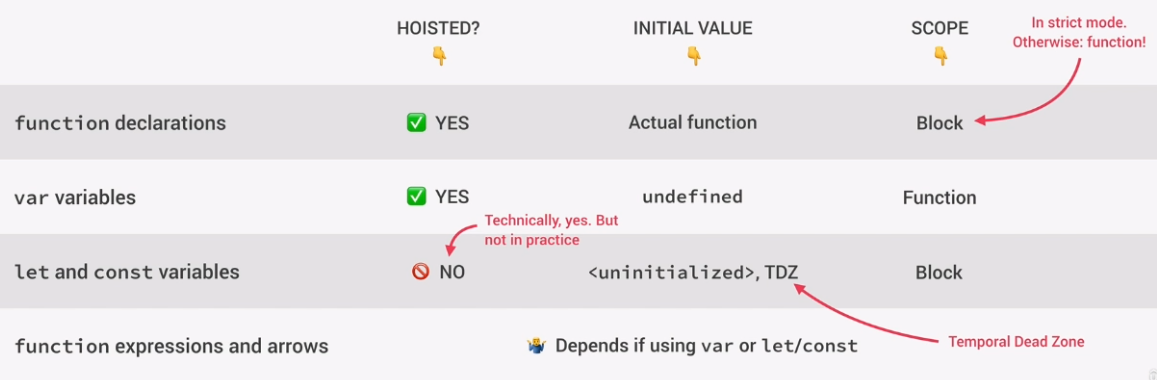 HOISTED? INITIAL VALUE SCOPE
In strict mode.
Otherwise: function!
function declarations YES Actual function Block
var variables YES undefined Function
Technically, yes. But
not in practice
let and const variables NO <uninitialized>, TDZ Block
Temporal Dead Zone
function expressions and arrows Depends if using var or let/const